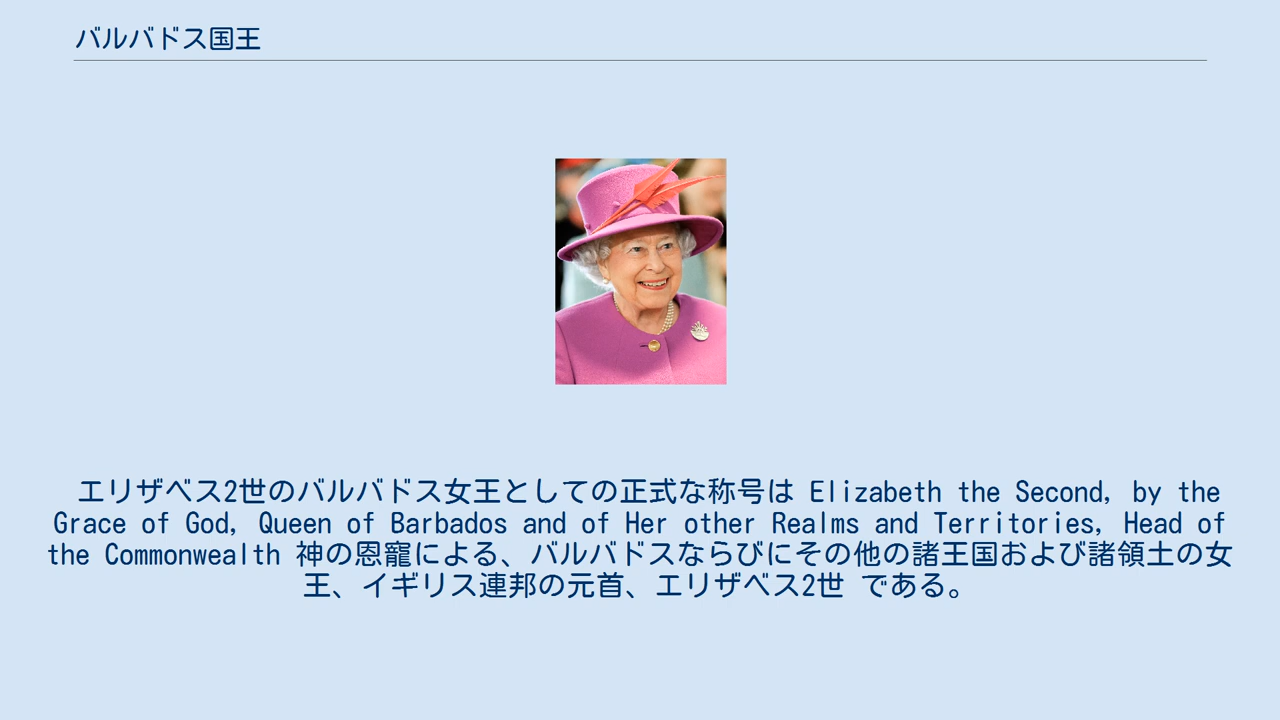 バルバドス国王
エリザベス2世のバルバドス女王としての正式な称号は Elizabeth the Second, by the
Grace of God, Queen of Barbados and of Her other Realms and Territories, Head of
the Commonwealth 神の恩寵による、バルバドスならびにその他の諸王国および諸領土の女
王、イギリス連邦の元首、エリザベス2世 である。